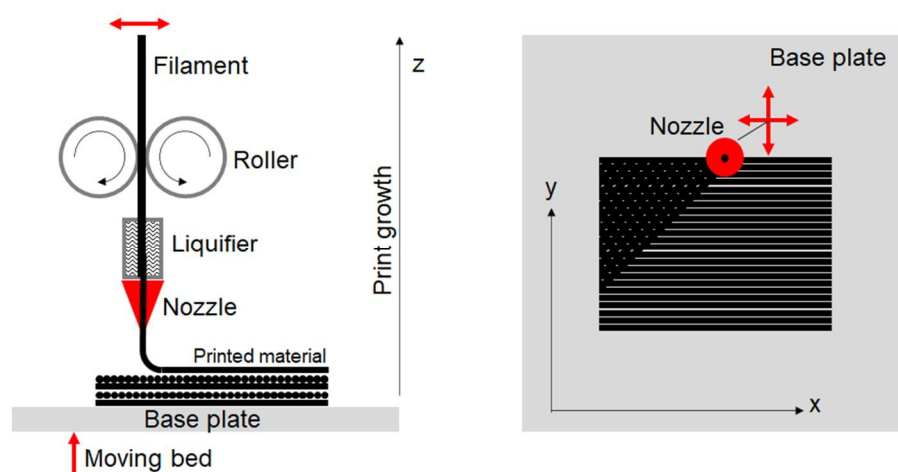 Filament
z
Roller
Liquifier
Print growth
Nozzle
Printed material
Base plate
Moving bed
Base plate
Nozzle
y
x